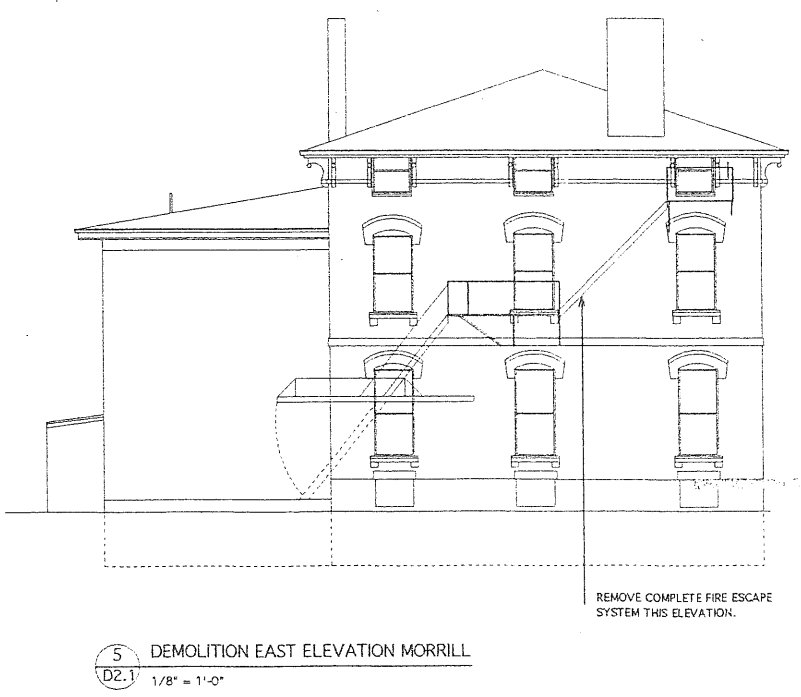 REMOVE COMPLETE FIRE ESCAPE
SYSTEM THIS ELEVATION.
5
DEMOLITION EAST ELEVATION MORRILL
D2.1
1/8" = 1'-0"